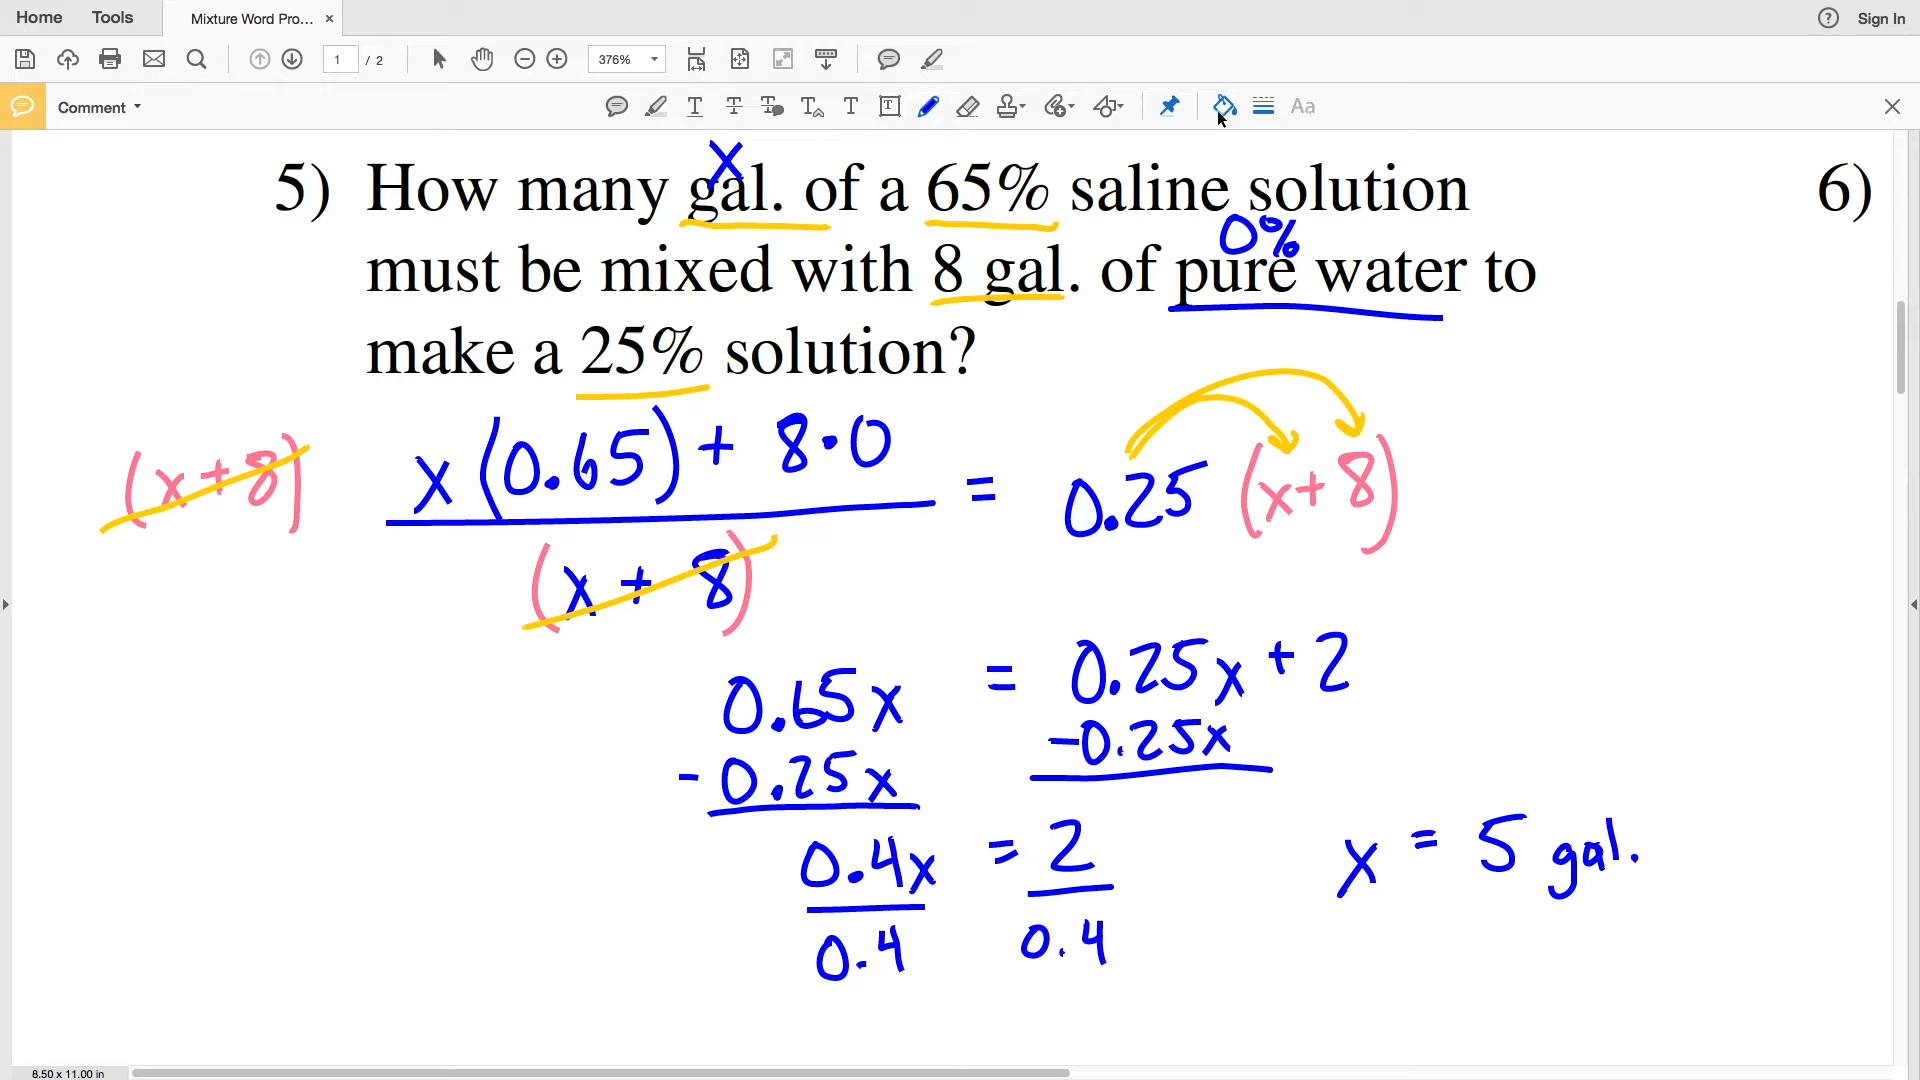 Home Tools Mixture Word Pro... × ? Sign In
1 / 2 376%
Comment T T T T T T Aa
x
5) How many gal. of a 65% saline solution 6)
0%
must be mixed with 8 gal. of pure water to
make a 25% solution?
(x+8) x(0.65) + 8·0 = 0.25 (x+8)
(x + 8)
0.65x = 0.25x + 2
- 0.25x -0.25x
0.4x = 2 x = 5 gal.
0.4 0.4
8.50 x 11.00 in